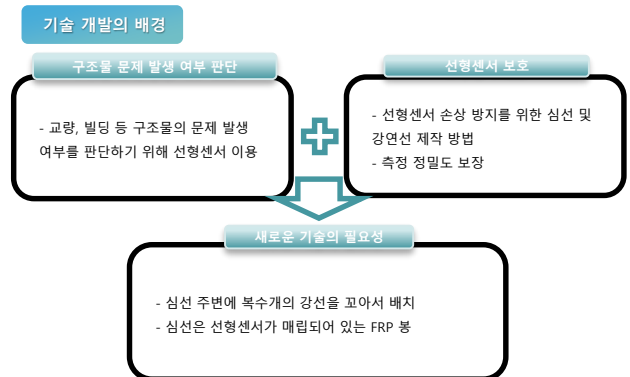 기술 개발의 배경
구조물 문제 발생 여부 판단
- 교량, 빌딩 등 구조물의 문제 발생
여부를 판단하기 위해 선형센서 이용
선형센서 보호
- 선형센서 손상 방지를 위한 심선 및
강연선 제작 방법
- 측정 정밀도 보장
새로운 기술의 필요성
- 심선 주변에 복수개의 강선을 꼬아서 배치
- 심선은 선형센서가 매립되어 있는 FRP 봉